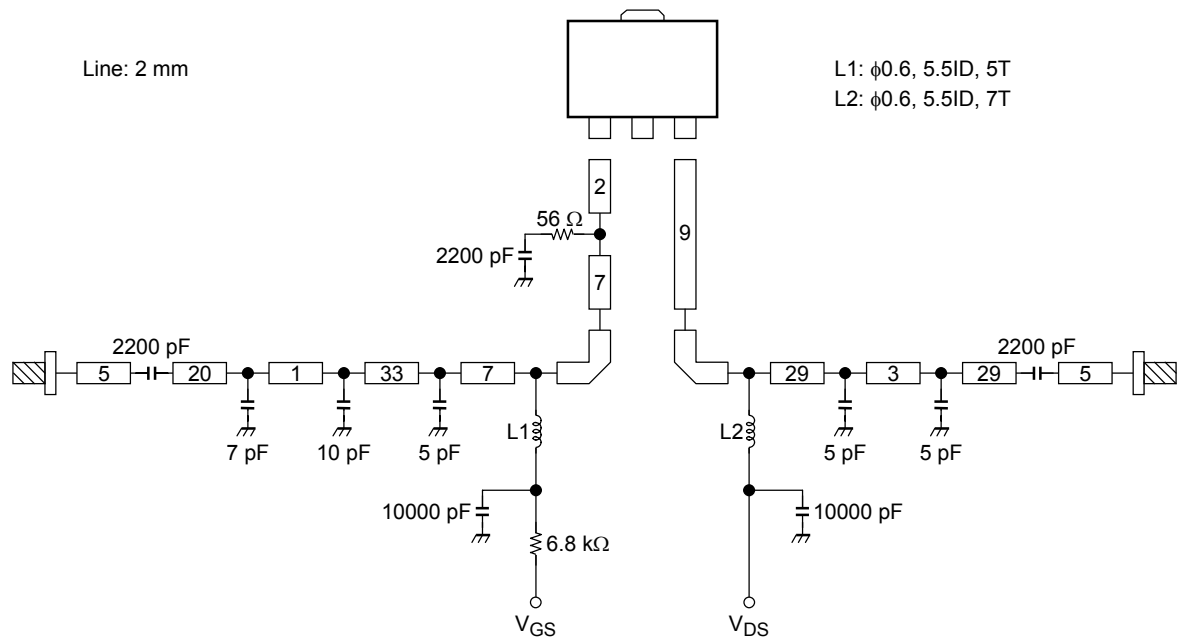 Line: 2 mm
L1: ϕ0.6, 5.5ID, 5T
L2: ϕ0.6, 5.5ID, 7T
2
56 Ω
2200 pF
7
9
2200 pF
5
20
1
33
7
7 pF
10 pF
5 pF
L1
10000 pF
6.8 kΩ
VGS
2200 pF
29
3
29
5
5 pF
5 pF
L2
10000 pF
VDS